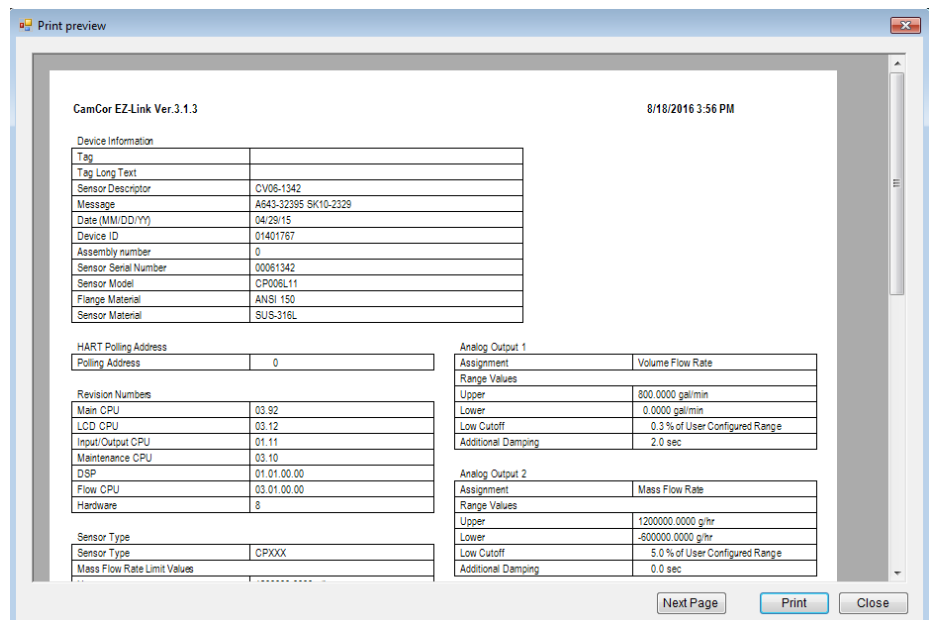 Print preview
CamCor EZ-Link Ver.3.1.3 8/18/2016 3:56 PM
Device Information
Tag
Tag Long Text
Sensor Descriptor CV06-1342
Message A643-32395 SK10-2329
Date (MM/DD/YY) 04/29/15
Device ID 01401767
Assembly number 0
Sensor Serial Number 00061342
Sensor Model CP006L11
Flange Material ANSI 150
Sensor Material SUS-316L
HART Polling Address
Polling Address 0
Revision Numbers
Main CPU 03.92
LCD CPU 03.12
Input/Output CPU 01.11
Maintenance CPU 03.10
DSP 01.01.00.00
Flow CPU 03.01.00.00
Hardware 8
Sensor Type
Sensor Type CPXXX
Mass Flow Rate Limit Values
Analog Output 1
Assignment Volume Flow Rate
Range Values
Upper 800.0000 gal/min
Lower 0.0000 gal/min
Low Cutoff 0.3 % of User Configured Range
Additional Damping 2.0 sec
Analog Output 2
Assignment Mass Flow Rate
Range Values
Upper 1200000.0000 g/hr
Lower -600000.0000 g/hr
Low Cutoff 5.0 % of User Configured Range
Additional Damping 0.0 sec
Next Page Print Close